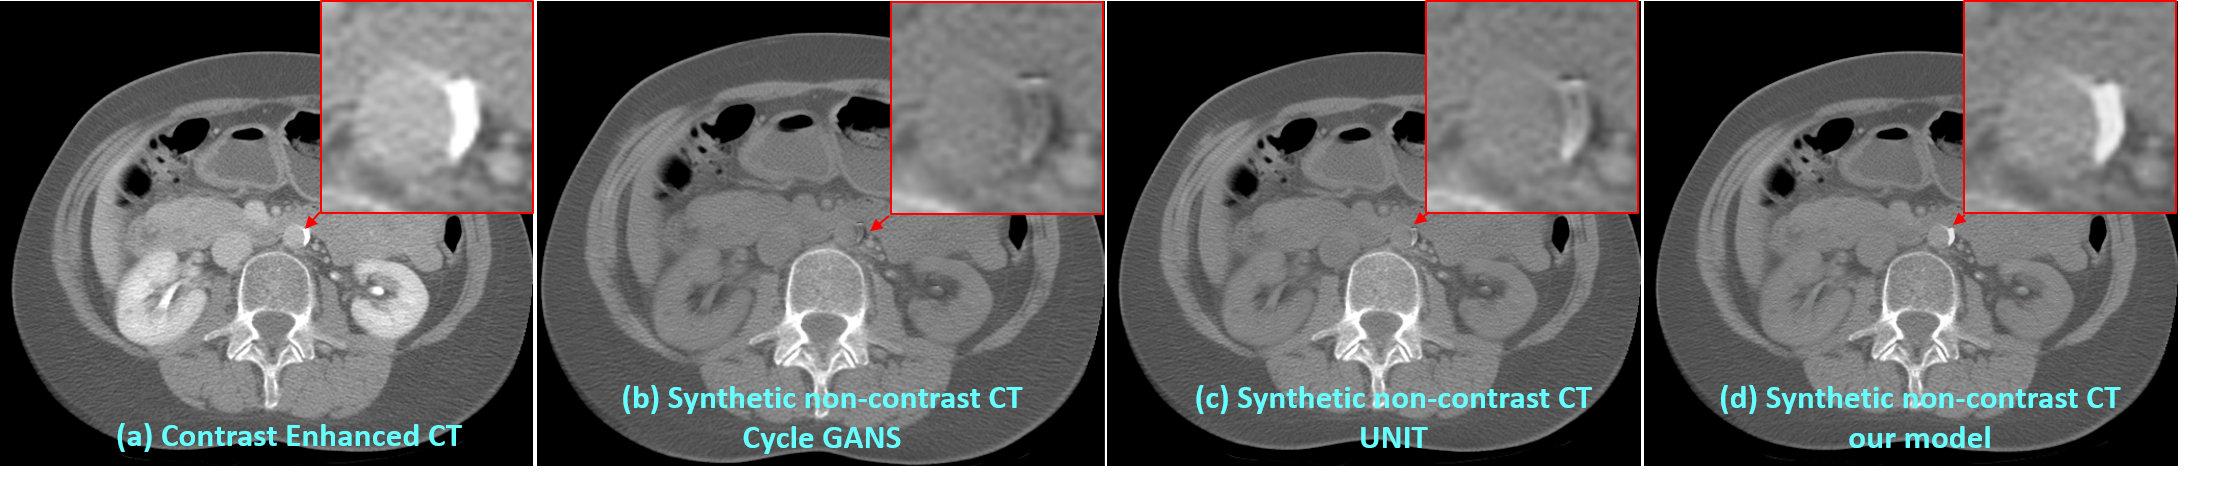 (a) Contrast Enhanced CT
(b) Synthetic non-contrast CT
Cycle GANS
(c) Synthetic non-contrast CT
UNIT
(d) Synthetic non-contrast CT
our model